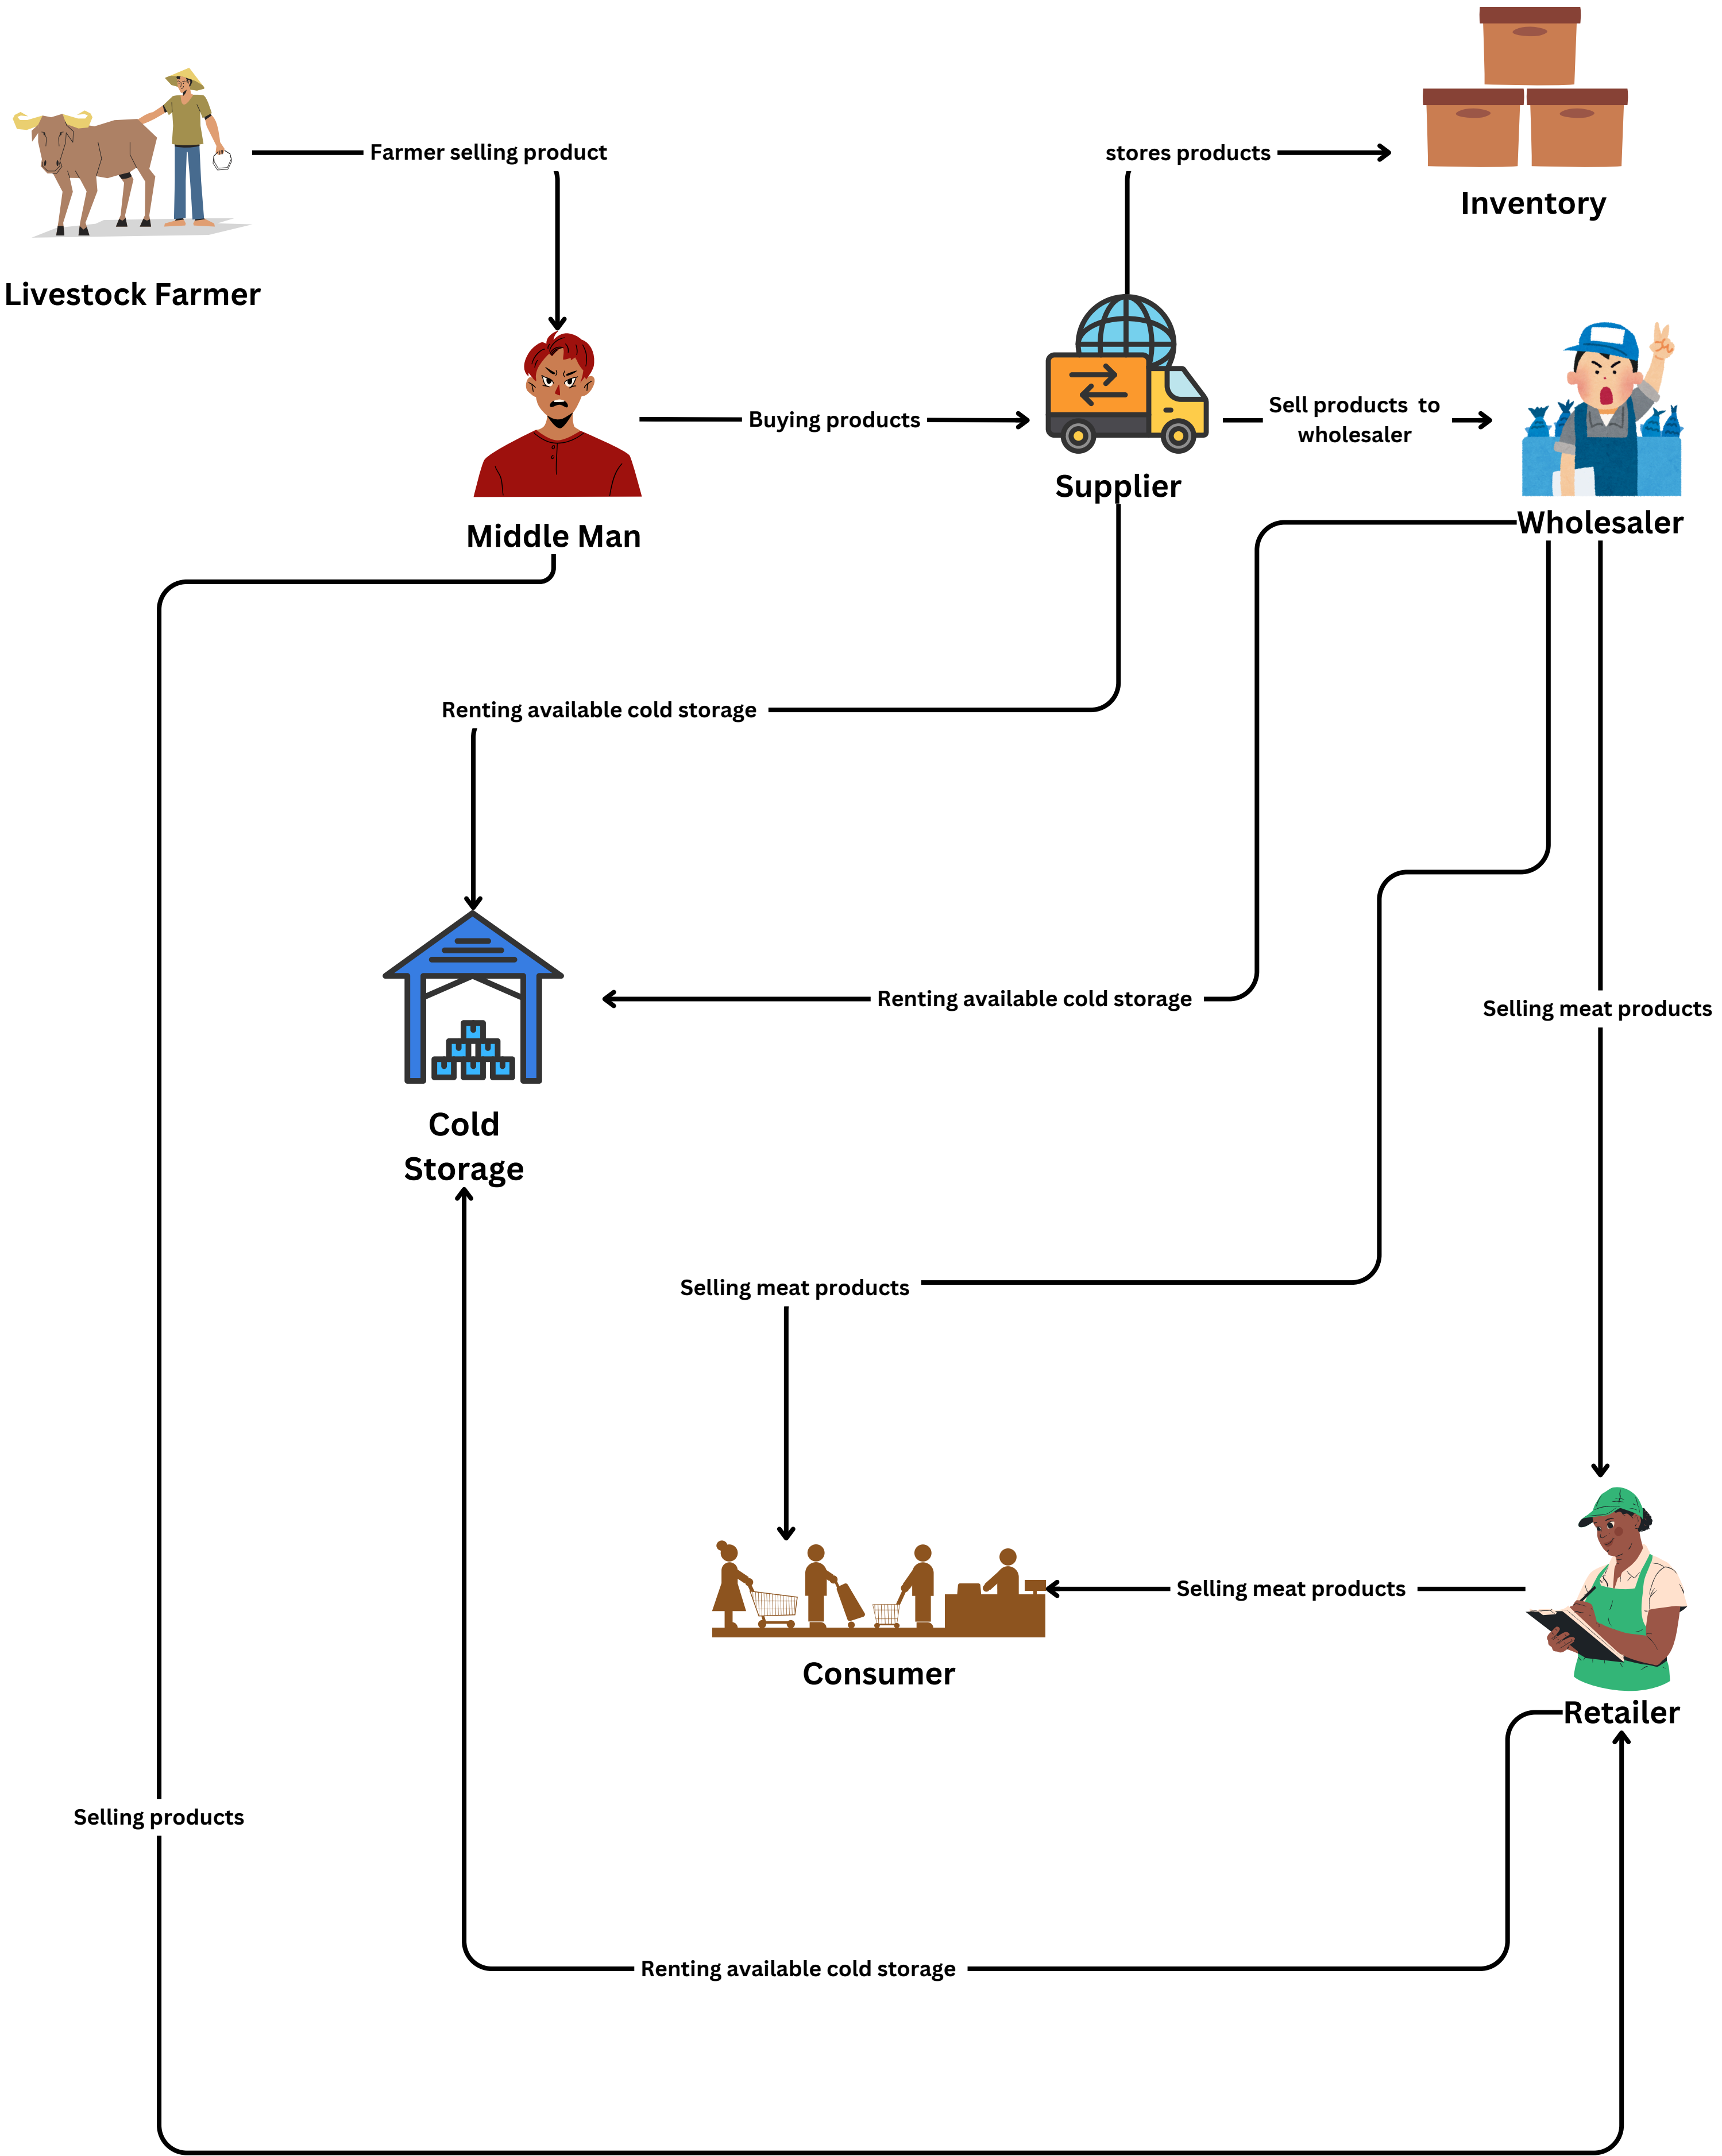 Farmer selling product
stores products
Inventory
Livestock Farmer
Buying products
Sell products to
wholesaler
Supplier
Wholesaler
Middle Man
Renting available cold storage
Renting available cold storage
Selling meat products
Cold
Storage
Selling meat products
Selling meat products
Consumer
Retailer
Selling products
Renting available cold storage